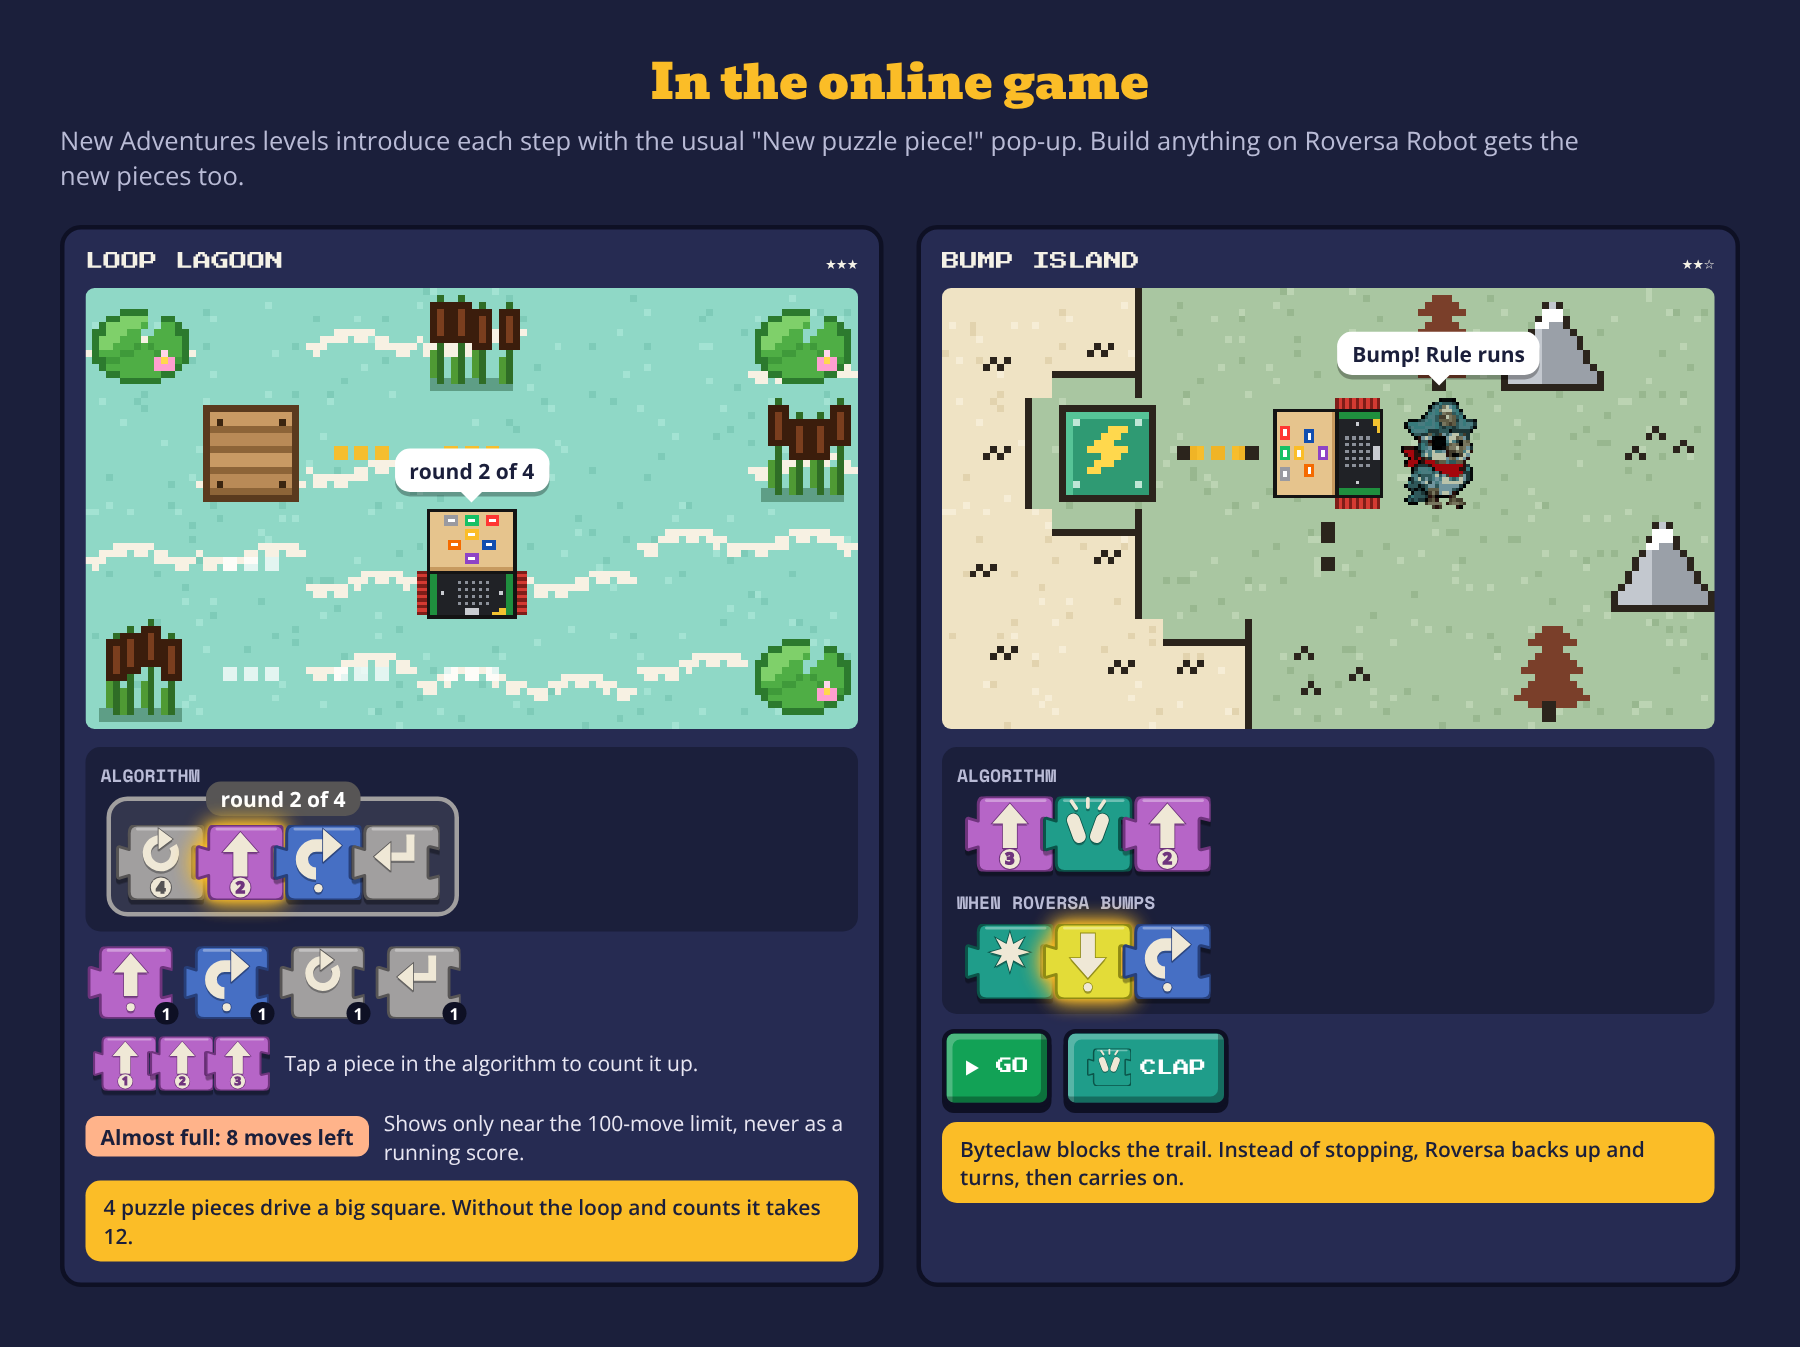 In the online game
New Adventures levels introduce each step with the usual "New puzzle piece!" pop-up. Build anything on Roversa Robot gets the
new pieces too.
LOOP LAGOON
★★★
round 2 of 4
ALGORITHM
round 2 of 4
4
2
1
1
1
1
1
2
3
Tap a piece in the algorithm to count it up.
Almost full: 8 moves left
Shows only near the 100-move limit, never as a
running score.
4 puzzle pieces drive a big square. Without the loop and counts it takes
12.
BUMP ISLAND
★★☆
Bump! Rule runs
ALGORITHM
3
2
WHEN ROVERSA BUMPS
GO
CLAP
Byteclaw blocks the trail. Instead of stopping, Roversa backs up and
turns, then carries on.